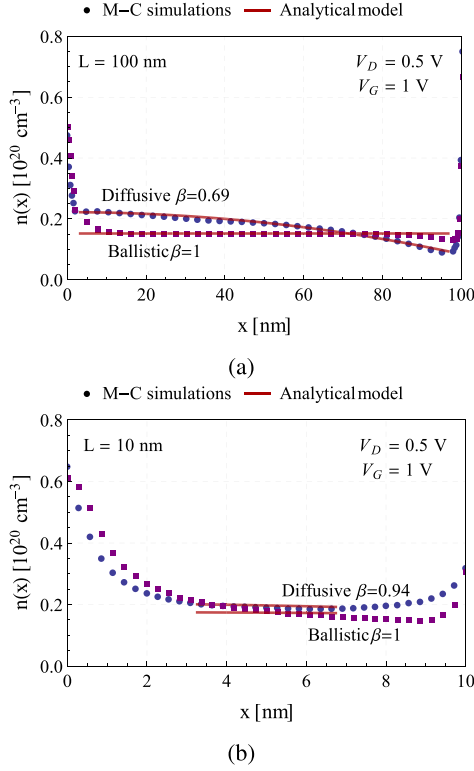 M−C simulations Analytical model
L = 100 nm
V_D = 0.5 V
V_G = 1 V
Diffusive β=0.69
Ballistic β=1
n(x) [10^20 cm^−3]
0.8
0.6
0.4
0.2
0.0
0 20 40 60 80 100
x [nm]
(a)
M−C simulations Analytical model
L = 10 nm
V_D = 0.5 V
V_G = 1 V
Diffusive β=0.94
Ballistic β=1
n(x) [10^20 cm^−3]
0.8
0.6
0.4
0.2
0.0
0 2 4 6 8 10
x [nm]
(b)